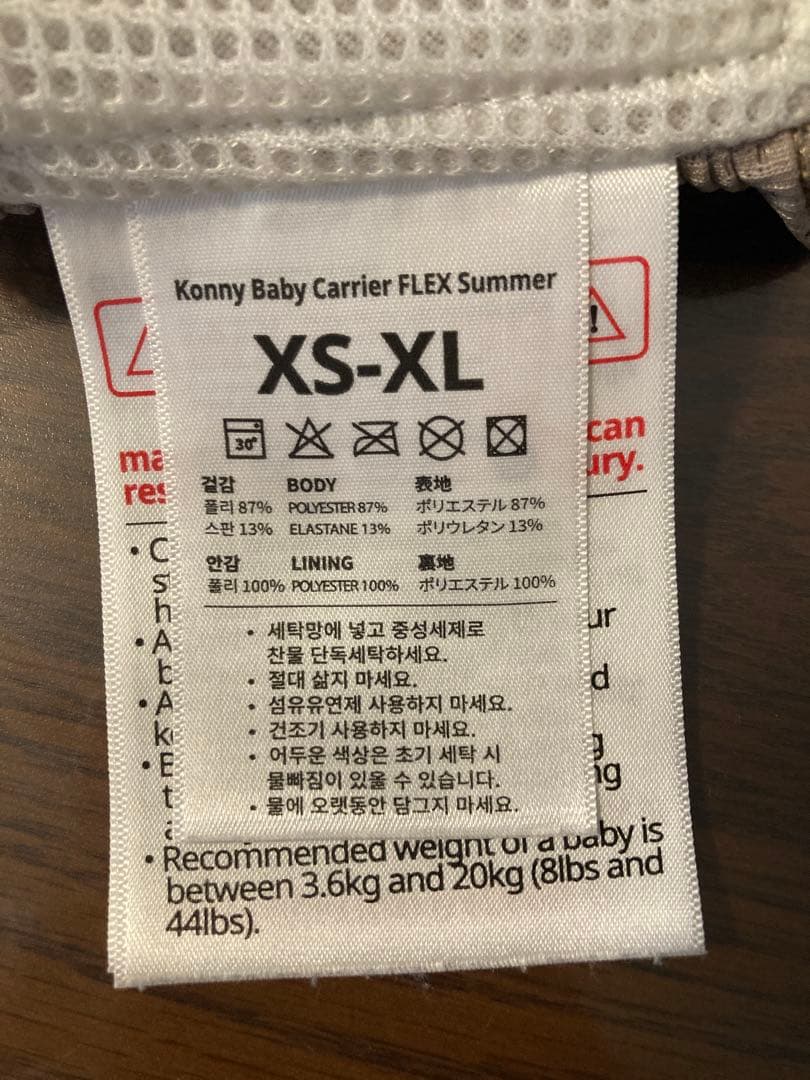 Konny Baby Carrier FLEX Summer
XS-XL
30°
걸감 BODY 表地
폴리 87% POLYESTER 87% ポリエステル 87%
스판 13% ELASTANE 13% ポリウレタン 13%
안감 LINING 裏地
폴리 100% POLYESTER 100% ポリエステル 100%
• 세탁망에 넣고 중성세제로
찬물 단독세탁하세요.
• 절대 삶지 마세요.
• 섬유유연제 사용하지 마세요.
• 건조기 사용하지 마세요.
• 어두운 색상은 초기 세탁 시
물빠짐이 있을 수 있습니다.
• 물에 오랫동안 담그지 마세요.
can
• Recommended weight of a baby is
between 3.6kg and 20kg (8lbs and
44lbs).